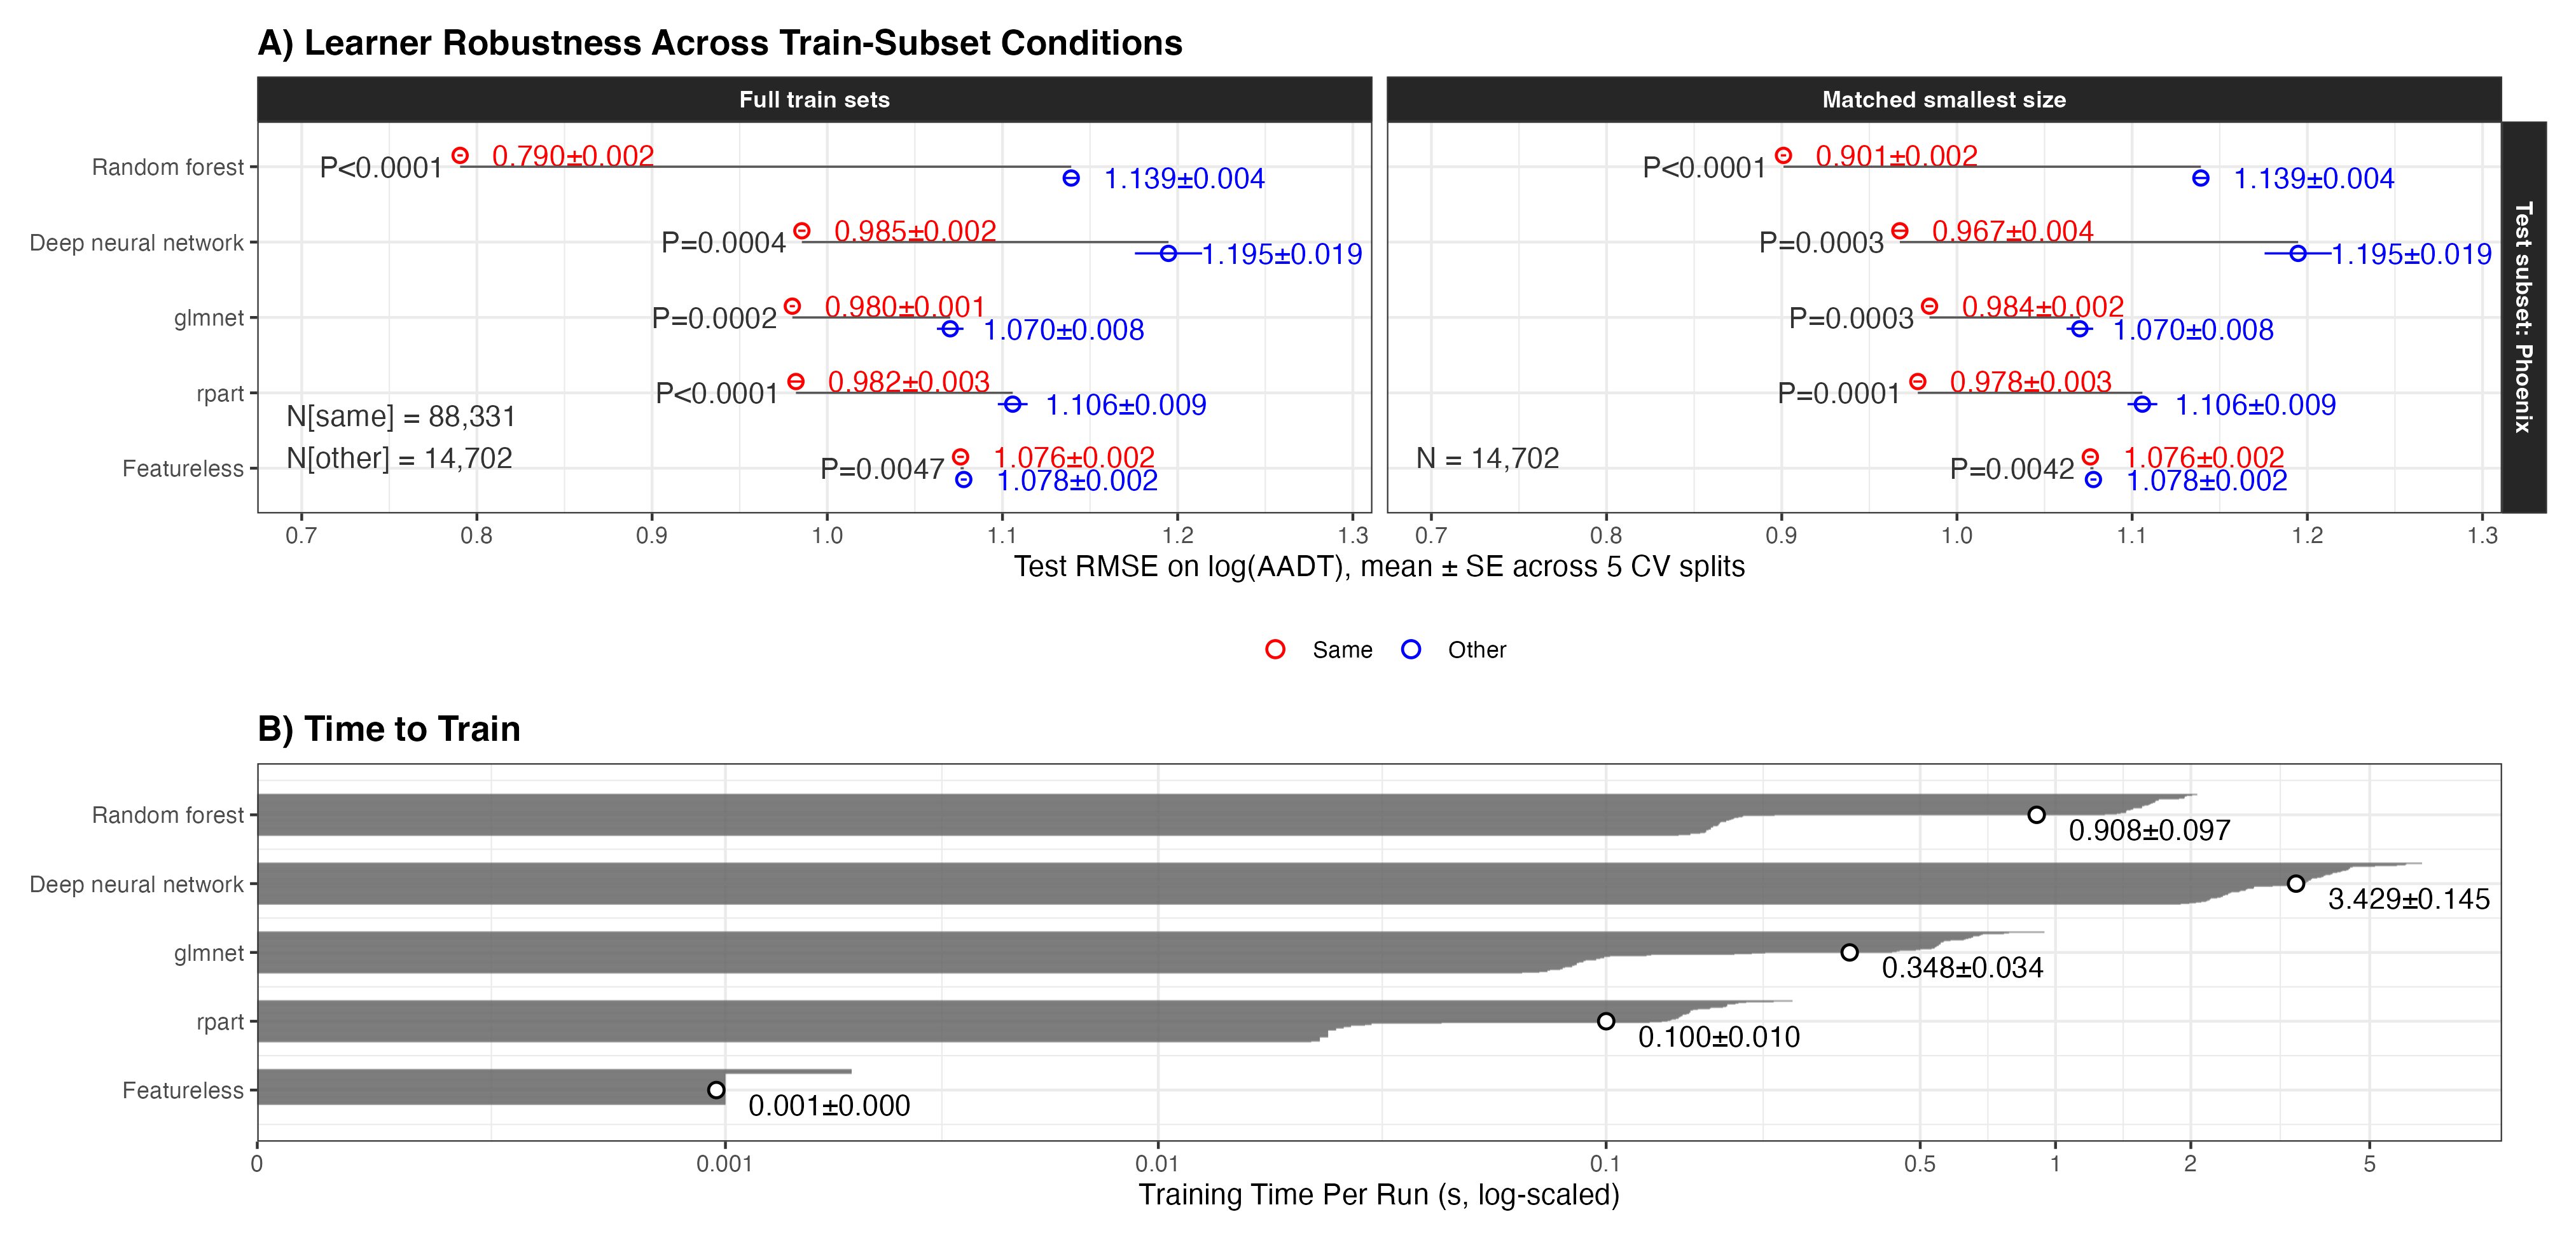 A) Learner Robustness Across Train-Subset Conditions
Full train sets
Matched smallest size
Test subset: Phoenix
Random forest
P<0.0001
0.790±0.002
1.139±0.004
P<0.0001
0.901±0.002
1.139±0.004
Deep neural network
P=0.0004
0.985±0.002
1.195±0.019
P=0.0003
0.967±0.004
1.195±0.019
glmnet
P=0.0002
0.980±0.001
1.070±0.008
P=0.0003
0.984±0.002
1.070±0.008
rpart
P<0.0001
0.982±0.003
1.106±0.009
P=0.0001
0.978±0.003
1.106±0.009
N[same] = 88,331
N[other] = 14,702
N = 14,702
Featureless
P=0.0047
1.076±0.002
1.078±0.002
P=0.0042
1.076±0.002
1.078±0.002
0.7 0.8 0.9 1.0 1.1 1.2 1.3
0.7 0.8 0.9 1.0 1.1 1.2 1.3
Test RMSE on log(AADT), mean ± SE across 5 CV splits
Same Other
B) Time to Train
Random forest
0.908±0.097
Deep neural network
3.429±0.145
glmnet
0.348±0.034
rpart
0.100±0.010
Featureless
0.001±0.000
0 0.001 0.01 0.1 0.5 1 2 5
Training Time Per Run (s, log-scaled)